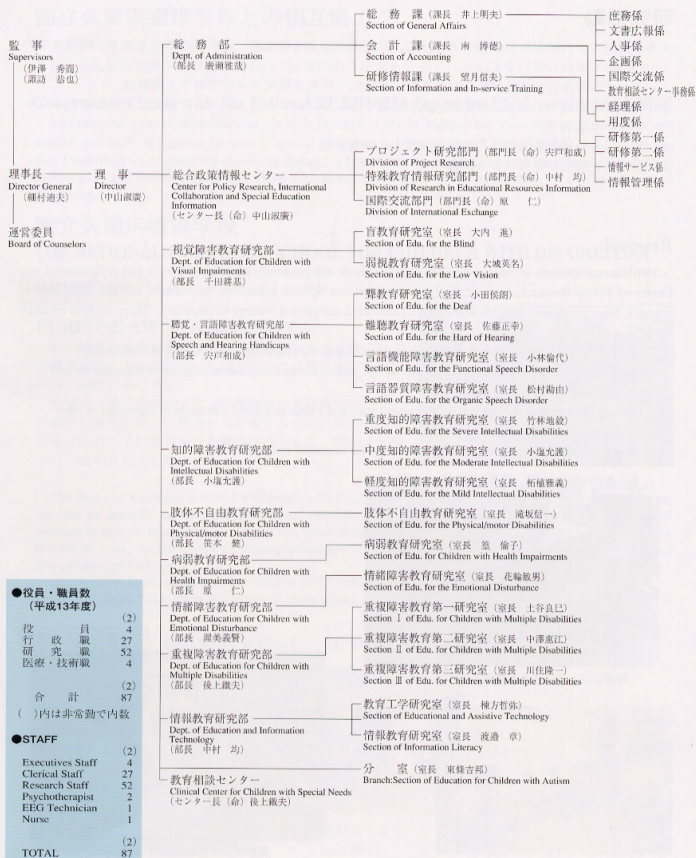 監事
Supervisors
(伊澤 秀而)
(諏訪 恭也)
理事長
Director General
(細村迪夫)
理事
Director
(中山淑廣)
運営委員
Board of Counselors
総務部
Dept. of Administration
(部長 廣瀬雅哉)
総務課(課長 井上明夫)
Section of General Affairs
会計課(課長 南 博徳)
Section of Accounting
研修情報課(課長 望月信夫)
Section of Information and In-service Training
庶務係
文書広報係
人事係
企画係
国際交流係
教育相談センター事務係
経理係
用度係
研修第一係
研修第二係
情報サービス係
情報管理係
総合政策情報センター
Center for Policy Research, International
Collaboration and Special Education
Information
(センター長(命)中山淑廣)
プロジェクト研究部門(部門長(命)宍戸和成)
Division of Project Research
特殊教育情報研究部門(部門長(命)中村 均)
Division of Research in Educational Resources Information
国際交流部門(部門長(命)原 仁)
Division of International Exchange
視覚障害教育研究部
Dept. of Education for Children with
Visual Impairments
(部長 千田耕基)
盲教育研究室(室長 大内 進)
Section of Edu. for the Blind
弱視教育研究室(室長 大城英名)
Section of Edu. for the Low Vision
聴覚・言語障害教育研究部
Dept. of Education for Children with
Speech and Hearing Handicaps
(部長 宍戸和成)
聾教育研究室(室長 小田侯朗)
Section of Edu. for the Deaf
難聴教育研究室(室長 佐藤正幸)
Section of Edu. for the Hard of Hearing
言語機能障害教育研究室(室長 小林倫代)
Section of Edu. for the Functional Speech Disorder
言語器質障害教育研究室(室長 松村勘由)
Section of Edu. for the Organic Speech Disorder
知的障害教育研究部
Dept. of Education for Children with
Intellectual Disabilities
(部長 小塩允護)
重度知的障害教育研究室(室長 竹林地毅)
Section of Edu. for the Severe Intellectual Disabilities
中度知的障害教育研究室(室長 小塩允護)
Section of Edu. for the Moderate Intellectual Disabilities
軽度知的障害教育研究室(室長 柘植雅義)
Section of Edu. for the Mild Intellectual Disabilities
肢体不自由教育研究部
Dept. of Education for Children with
Physical/motor Disabilities
(部長 笹本 健)
肢体不自由教育研究室(室長 滝坂信一)
Section of Edu. for the Physical/motor Disabilities
病弱教育研究部
Dept. of Education for Children with
Health Impairments
(部長 原 仁)
病弱教育研究室(室長 篁 倫子)
Section of Edu. for Children with Health Impairments
情緒障害教育研究部
Dept. of Education for Children with
Emotional Disturbance
(部長 渥美義賢)
情緒障害教育研究室(室長 花輪敏男)
Section of Edu. for the Emotional Disturbance
重複障害教育研究部
Dept. of Education for Children with
Multiple Disabilities
(部長 後上鐵夫)
重複障害教育第一研究室(室長 土谷良巳)
Section Ⅰ of Edu. for Children with Multiple Disabilities
重複障害教育第二研究室(室長 中澤惠江)
Section Ⅱ of Edu. for Children with Multiple Disabilities
重複障害教育第三研究室(室長 川住隆一)
Section Ⅲ of Edu. for Children with Multiple Disabilities
情報教育研究部
Dept. of Education and Information
Technology
(部長 中村 均)
教育工学研究室(室長 棟方哲弥)
Section of Educational and Assistive Technology
情報教育研究室(室長 渡邉 章)
Section of Information Literacy
教育相談センター
Clinical Center for Children with Special Needs
(センター長(命)後上鐵夫)
分室(室長 東條吉邦)
Branch:Section of Education for Children with Autism
●役員・職員数
(平成13年度)
(2)
役員 4
行政職 27
研究職 52
医療・技術職 4
(2)
合計 87
( )内は非常勤で内数
●STAFF
(2)
Executives Staff 4
Clerical Staff 27
Research Staff 52
Psychotherapist 2
EEG Technician 1
Nurse 1
(2)
TOTAL 87